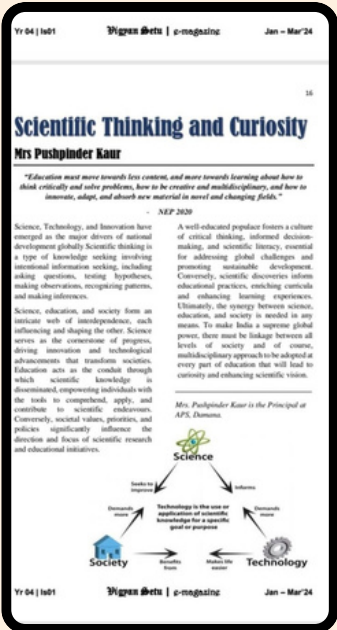 Yr 04 | Is01 Vigyan Setu | e-magazine Jan – Mar'24
16
Scientific Thinking and Curiosity
Mrs Pushpinder Kaur
"Education must move towards less content, and more towards learning about how to
think critically and solve problems, how to be creative and multidisciplinary, and how to
innovate, adapt, and absorb new material in novel and changing fields."
- NEP 2020
Science, Technology, and Innovation have
emerged as the major drivers of national
development globally Scientific thinking is
a type of knowledge seeking involving
intentional information seeking, including
asking questions, testing hypotheses,
making observations, recognizing patterns,
and making inferences.
Science, education, and society form an
intricate web of interdependence, each
influencing and shaping the other. Science
serves as the cornerstone of progress,
driving innovation and technological
advancements that transform societies.
Education acts as the conduit through
which scientific knowledge is
disseminated, empowering individuals with
the tools to comprehend, apply, and
contribute to scientific endeavours.
Conversely, societal values, priorities, and
policies significantly influence the
direction and focus of scientific research
and educational initiatives.
A well-educated populace fosters a culture
of critical thinking, informed decision-
making, and scientific literacy, essential
for addressing global challenges and
promoting sustainable development.
Conversely, scientific discoveries inform
educational practices, enriching curricula
and enhancing learning experiences.
Ultimately, the synergy between science,
education, and society is needed in any
means. To make India a supreme global
power, there must be linkage between all
levels of society and of course,
multidisciplinary approach to be adopted at
every part of education that will lead to
curiosity and enhancing scientific vision.
Mrs. Pushpinder Kaur is the Principal at
APS, Damana.
Science
Seeks to
improve
Informs
Demands
more
Technology is the use or
application of scientific
knowledge for a specific
goal or purpose
Demands
more
Society
Benefits
from
Makes life
easier
Technology
Yr 04 | Is01 Vigyan Setu | e-magazine Jan – Mar'24